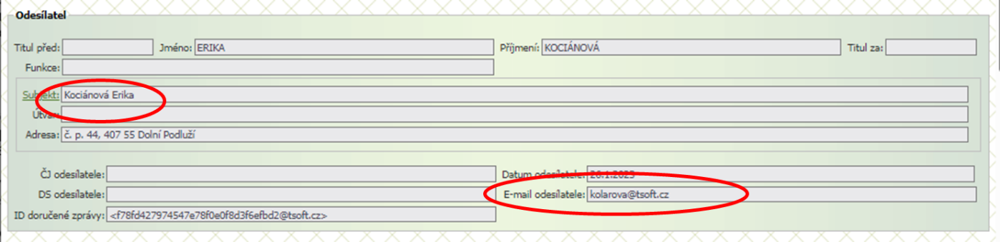 Odesílatel
Titul před: Jméno: ERIKA Příjmení: KOCIÁNOVÁ Titul za:
Funkce:
Subjekt: Kociánová Erika
Útvar:
Adresa: č. p. 44, 407 55 Dolní Podluží
ČJ odesílatele: Datum odesílatele: 26.1.2023
DS odesílatele: E-mail odesílatele: kolarova@tsoft.cz
ID doručené zprávy: <f78fd427974547e78f0e0f8d3f6efbd2@tsoft.cz>